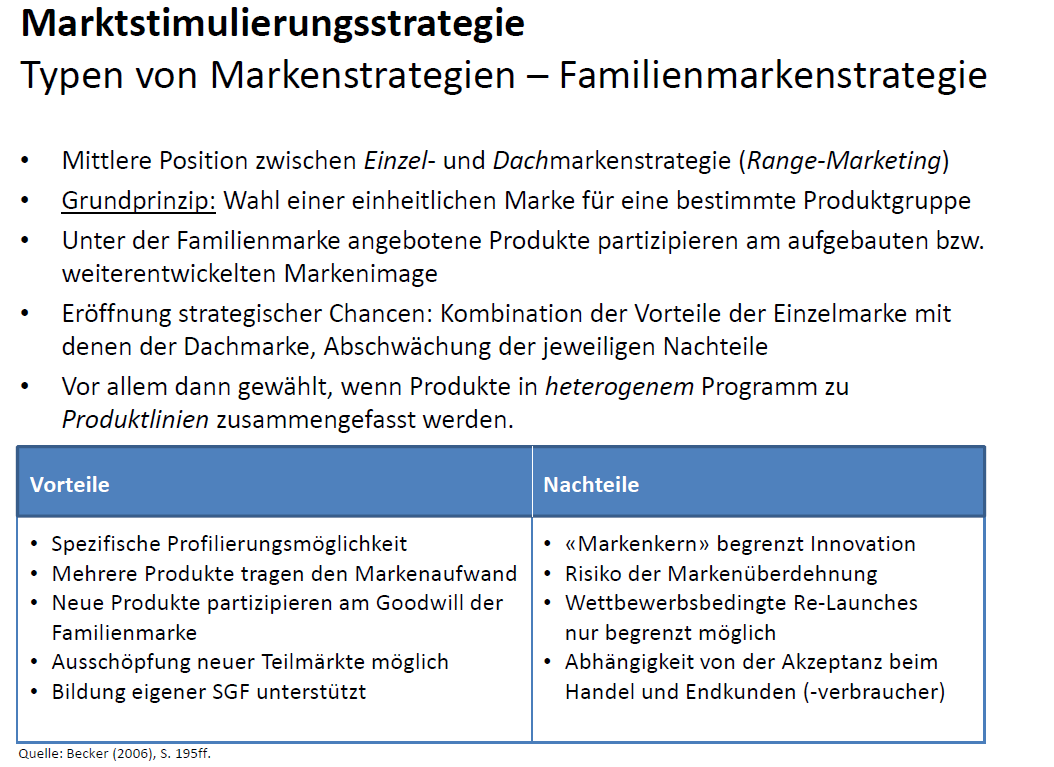 Marktstimulierungsstrategie
Typen von Markenstrategien – Familienmarkenstrategie
• Mittlere Position zwischen Einzel- und Dachmarkenstrategie (Range-Marketing)
• Grundprinzip: Wahl einer einheitlichen Marke für eine bestimmte Produktgruppe
• Unter der Familienmarke angebotene Produkte partizipieren am aufgebauten bzw.
weiterentwickelten Markenimage
• Eröffnung strategischer Chancen: Kombination der Vorteile der Einzelmarke mit
denen der Dachmarke, Abschwächung der jeweiligen Nachteile
• Vor allem dann gewählt, wenn Produkte in heterogenem Programm zu
Produktlinien zusammengefasst werden.
Vorteile
• Spezifische Profilierungsmöglichkeit
• Mehrere Produkte tragen den Markenaufwand
• Neue Produkte partizipieren am Goodwill der
Familienmarke
• Ausschöpfung neuer Teilmärkte möglich
• Bildung eigener SGF unterstützt
Nachteile
• «Markenkern» begrenzt Innovation
• Risiko der Markenüberdehnung
• Wettbewerbsbedingte Re-Launches
nur begrenzt möglich
• Abhängigkeit von der Akzeptanz beim
Handel und Endkunden (-verbraucher)
Quelle: Becker (2006), S. 195ff.